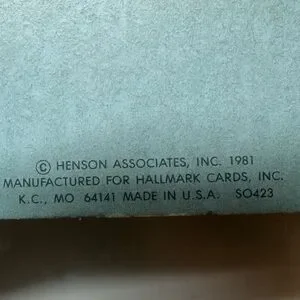 © HENSON ASSOCIATES, INC. 1981
MANUFACTURED FOR HALLMARK CARDS, INC.
K.C., MO 64141 MADE IN U.S.A. SO423